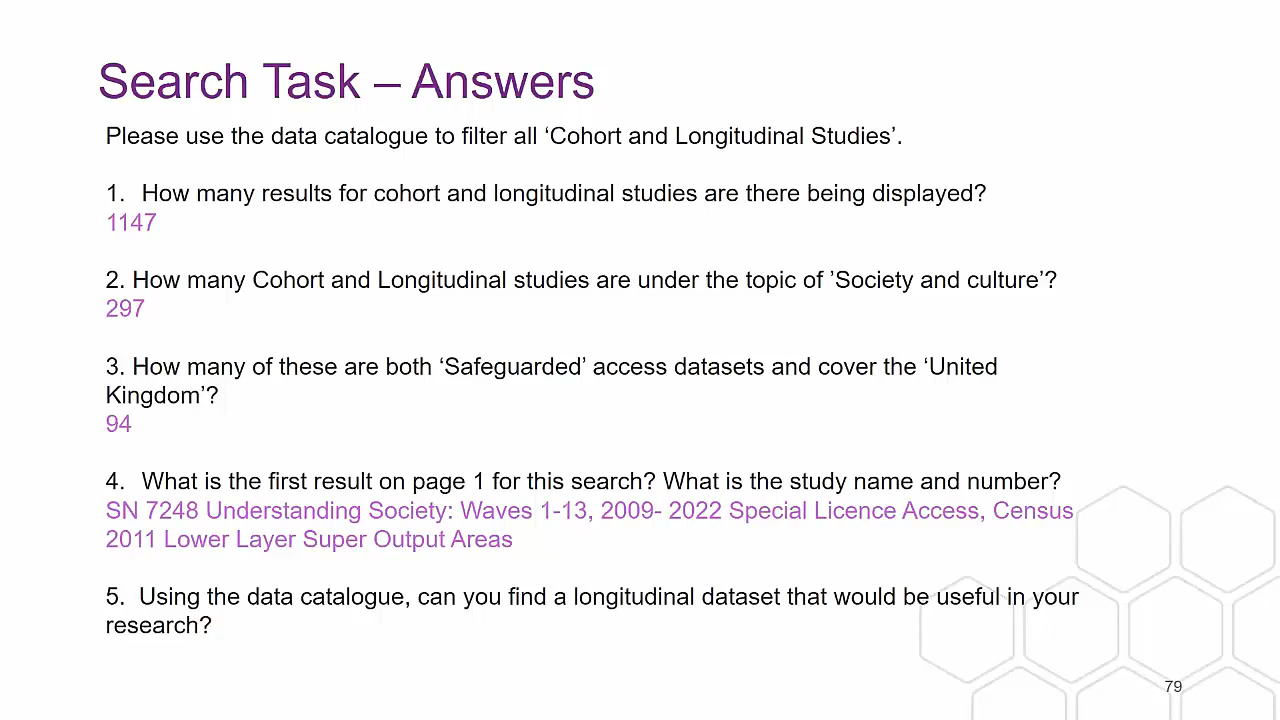 Search Task – Answers
Please use the data catalogue to filter all ‘Cohort and Longitudinal Studies’.
1. How many results for cohort and longitudinal studies are there being displayed?
1147
2. How many Cohort and Longitudinal studies are under the topic of ’Society and culture’?
297
3. How many of these are both ‘Safeguarded’ access datasets and cover the ‘United
Kingdom’?
94
4. What is the first result on page 1 for this search? What is the study name and number?
SN 7248 Understanding Society: Waves 1-13, 2009- 2022 Special Licence Access, Census
2011 Lower Layer Super Output Areas
5. Using the data catalogue, can you find a longitudinal dataset that would be useful in your
research?
79